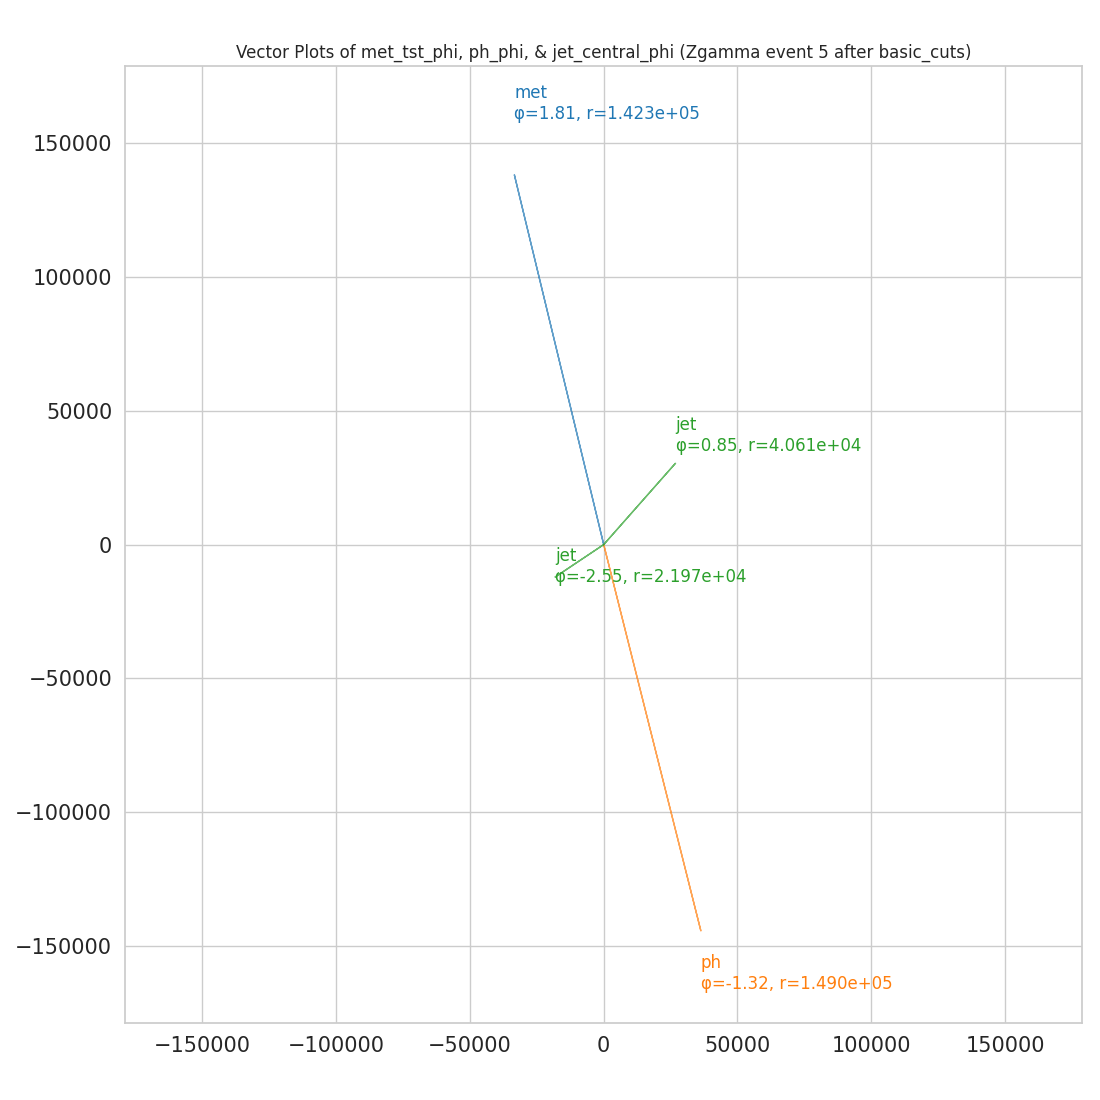 Vector Plots of met_tst_phi, ph_phi, & jet_central_phi (Zgamma event 5 after basic_cuts)
met
φ=1.81, r=1.423e+05
150000
100000
50000
jet
φ=0.85, r=4.061e+04
0
jet
φ=-2.55, r=2.197e+04
−50000
−100000
−150000
ph
φ=-1.32, r=1.490e+05
−150000 −100000 −50000 0 50000 100000 150000